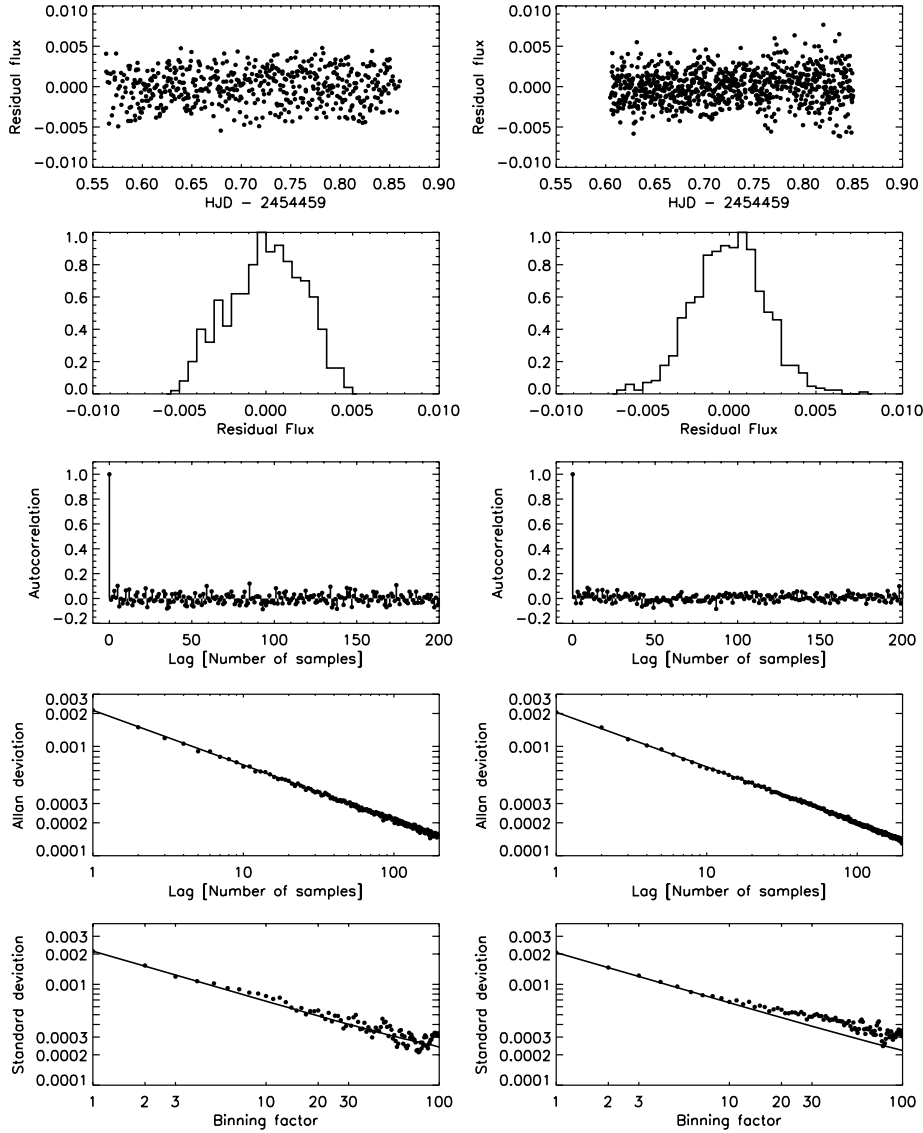 0.010
0.005
0.000
−0.005
−0.010
Residual flux
0.55 0.60 0.65 0.70 0.75 0.80 0.85 0.90
HJD − 2454459
0.010
0.005
0.000
−0.005
−0.010
Residual flux
0.55 0.60 0.65 0.70 0.75 0.80 0.85 0.90
HJD − 2454459
1.0
0.8
0.6
0.4
0.2
0.0
−0.010 −0.005 0.000 0.005 0.010
Residual Flux
1.0
0.8
0.6
0.4
0.2
0.0
−0.010 −0.005 0.000 0.005 0.010
Residual Flux
1.0
0.8
0.6
0.4
0.2
0.0
−0.2
Autocorrelation
0 50 100 150 200
Lag [Number of samples]
1.0
0.8
0.6
0.4
0.2
0.0
−0.2
Autocorrelation
0 50 100 150 200
Lag [Number of samples]
0.003
0.002
0.001
0.0003
0.0002
0.0001
Allan deviation
1 10 100
Lag [Number of samples]
0.003
0.002
0.001
0.0003
0.0002
0.0001
Allan deviation
1 10 100
Lag [Number of samples]
0.003
0.002
0.001
0.0003
0.0002
0.0001
Standard deviation
1 2 3 10 20 30 100
Binning factor
0.003
0.002
0.001
0.0003
0.0002
0.0001
Standard deviation
1 2 3 10 20 30 100
Binning factor